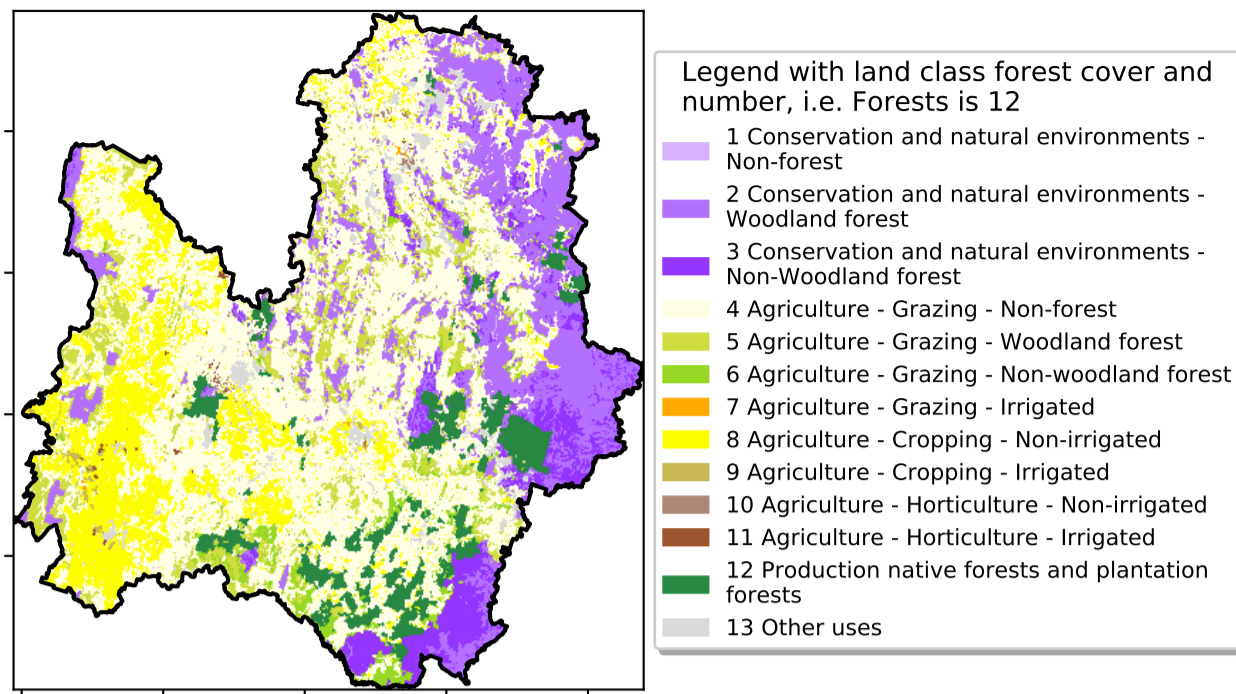 Legend with land class forest cover and
number, i.e. Forests is 12
1 Conservation and natural environments -
Non-forest
2 Conservation and natural environments -
Woodland forest
3 Conservation and natural environments -
Non-Woodland forest
4 Agriculture - Grazing - Non-forest
5 Agriculture - Grazing - Woodland forest
6 Agriculture - Grazing - Non-woodland forest
7 Agriculture - Grazing - Irrigated
8 Agriculture - Cropping - Non-irrigated
9 Agriculture - Cropping - Irrigated
10 Agriculture - Horticulture - Non-irrigated
11 Agriculture - Horticulture - Irrigated
12 Production native forests and plantation
forests
13 Other uses